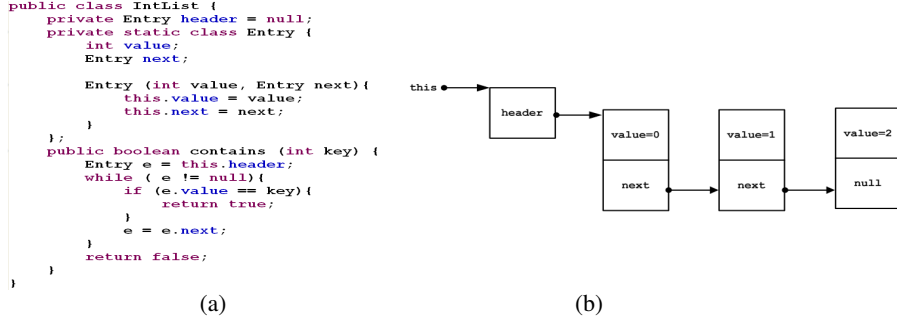 public class IntList {
    private Entry header = null;
    private static class Entry {
        int value;
        Entry next;

        Entry (int value, Entry next){
            this.value = value;
            this.next = next;
        }
    };
    public boolean contains (int key) {
        Entry e = this.header;
        while ( e != null){
            if (e.value == key){
                return true;
            }
            e = e.next;
        }
        return false;
    }
}
(a)
this
header
value=0
next
value=1
next
value=2
null
(b)